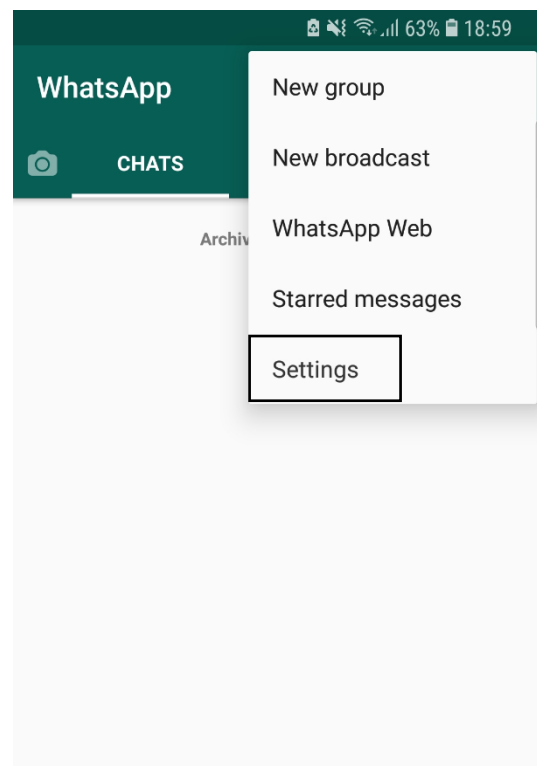 63% 18:59
WhatsApp
CHATS
Archiv
New group
New broadcast
WhatsApp Web
Starred messages
Settings